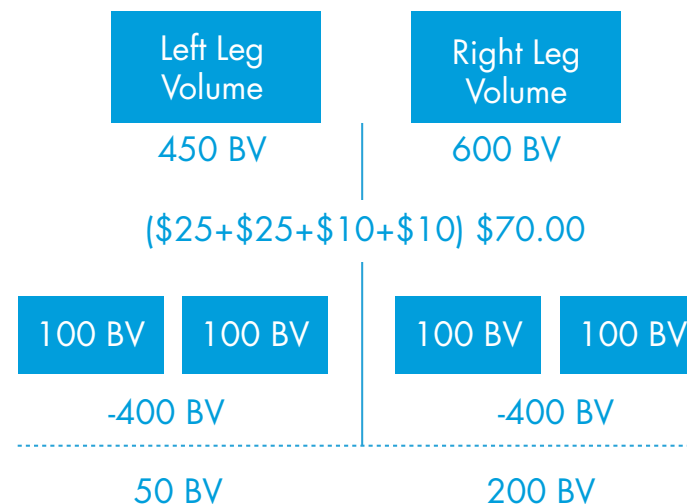 Left Leg
Volume
Right Leg
Volume
450 BV
600 BV
($25+$25+$10+$10) $70.00
100 BV
100 BV
100 BV
100 BV
-400 BV
-400 BV
50 BV
200 BV